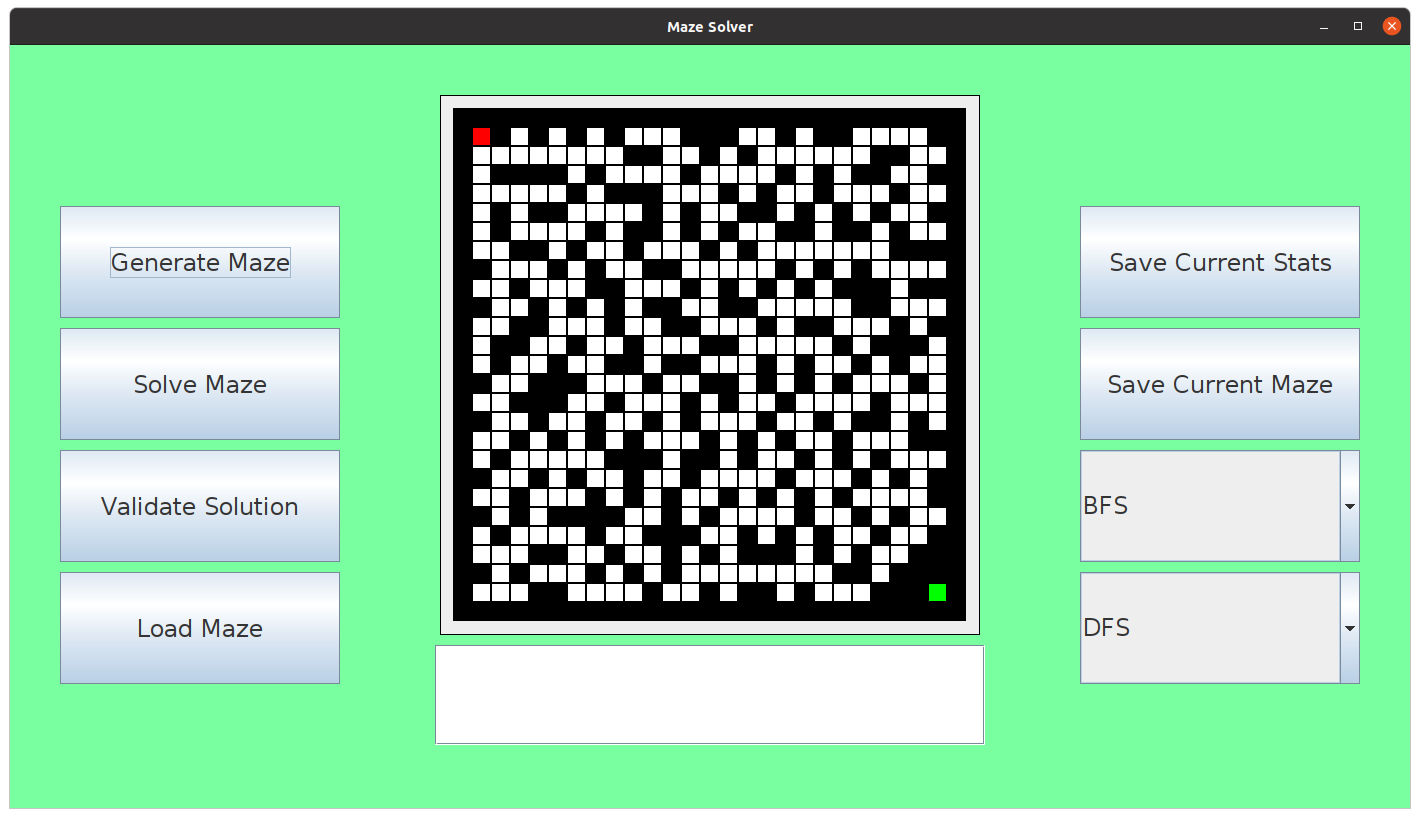 Maze Solver
Generate Maze
Solve Maze
Validate Solution
Load Maze
Save Current Stats
Save Current Maze
BFS
DFS